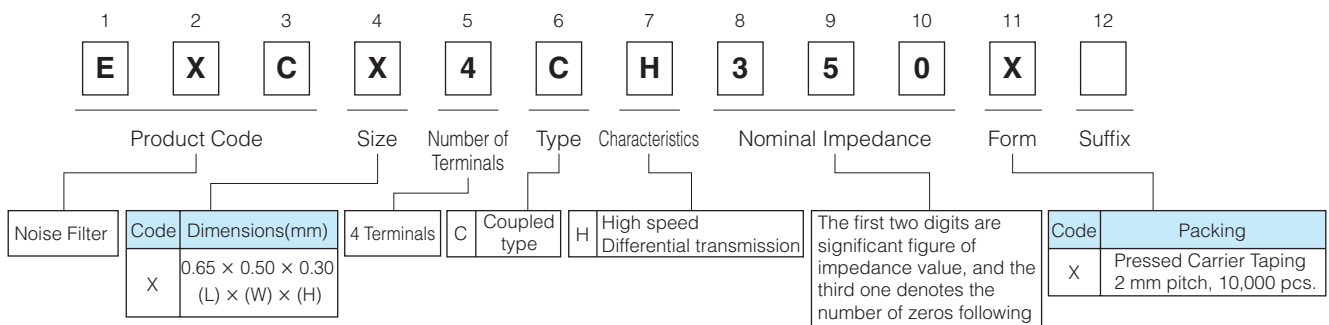 1 2 3 4 5 6 7 8 9 10 11 12
E X C X 4 C H 3 5 0 X
Product Code Size Number of Terminals Type Characteristics Nominal Impedance Form Suffix
Noise Filter
Code Dimensions(mm)
X 0.65 × 0.50 × 0.30
(L) × (W) × (H)
4 Terminals
C Coupled type
H High speed
Differential transmission
The first two digits are
significant figure of
impedance value, and the
third one denotes the
number of zeros following
Code Packing
X Pressed Carrier Taping
2 mm pitch, 10,000 pcs.